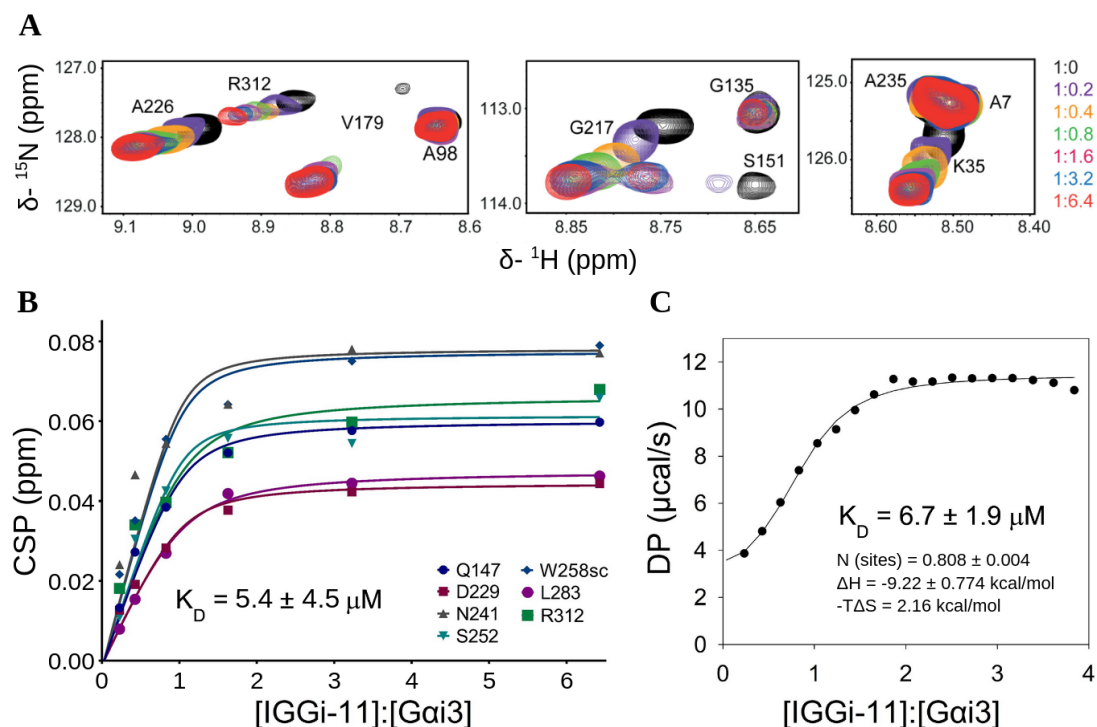 A
δ- ¹⁵N (ppm)
127.0
128.0
129.0
A226
R312
V179
A98
9.1 9.0 8.9 8.8 8.7 8.6
113.0
114.0
G217
G135
S151
8.85 8.75 8.65
125.0
126.0
A235
A7
K35
8.60 8.50 8.40
1:0
1:0.2
1:0.4
1:0.8
1:1.6
1:3.2
1:6.4
δ- ¹H (ppm)
B
CSP (ppm)
0.08
0.06
0.04
0.02
0.00
K_D = 5.4 ± 4.5 μM
Q147
D229
N241
S252
W258sc
L283
R312
0 1 2 3 4 5 6
[IGGi-11]:[Gαi3]
C
DP (μcal/s)
12
10
8
6
4
2
0
K_D = 6.7 ± 1.9 μM
N (sites) = 0.808 ± 0.004
ΔH = -9.22 ± 0.774 kcal/mol
-TΔS = 2.16 kcal/mol
0 1 2 3 4
[IGGi-11]:[Gαi3]